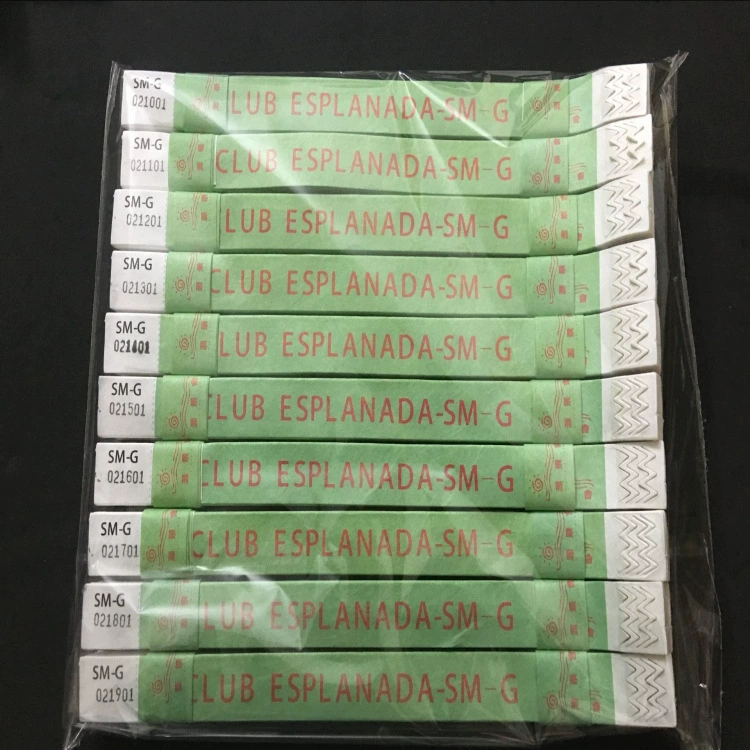 SM-G
021001
LUB ESPLANADA-SM-G
SM-G
021101
CLUB ESPLANADA-SM-G
SM-G
021201
LUB ESPLANADA-SM-G
SM-G
021301
CLUB ESPLANADA-SM-G
SM-G
021401
LUB ESPLANADA-SM-G
SM-G
021501
CLUB ESPLANADA-SM-G
SM-G
021601
CLUB ESPLANADA-SM-G
SM-G
021701
CLUB ESPLANADA-SM-G
SM-G
021801
LUB ESPLANADA-SM-G
SM-G
021901
CLUB ESPLANADA-SM-G